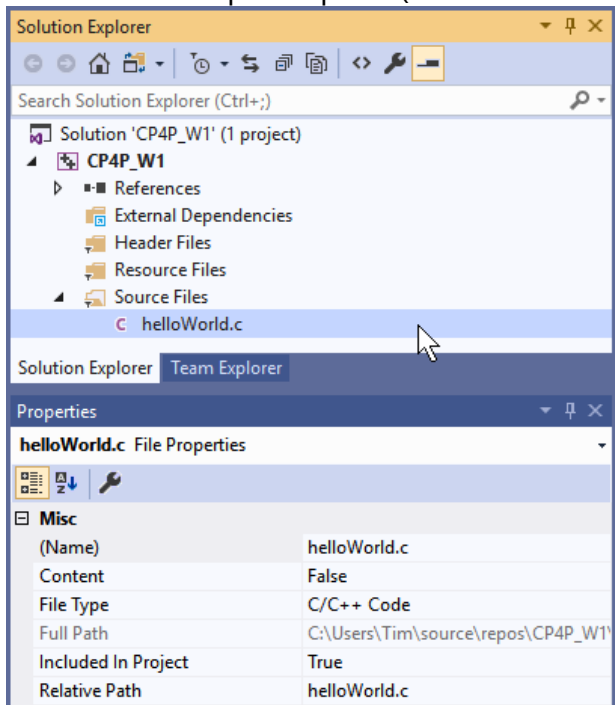 Solution Explorer
Search Solution Explorer (Ctrl+;)
Solution 'CP4P_W1' (1 project)
CP4P_W1
References
External Dependencies
Header Files
Resource Files
Source Files
helloWorld.c
Solution Explorer Team Explorer
Properties
helloWorld.c File Properties
Misc
(Name) helloWorld.c
Content False
File Type C/C++ Code
Full Path C:\Users\Tim\source\repos\CP4P_W1\
Included In Project True
Relative Path helloWorld.c